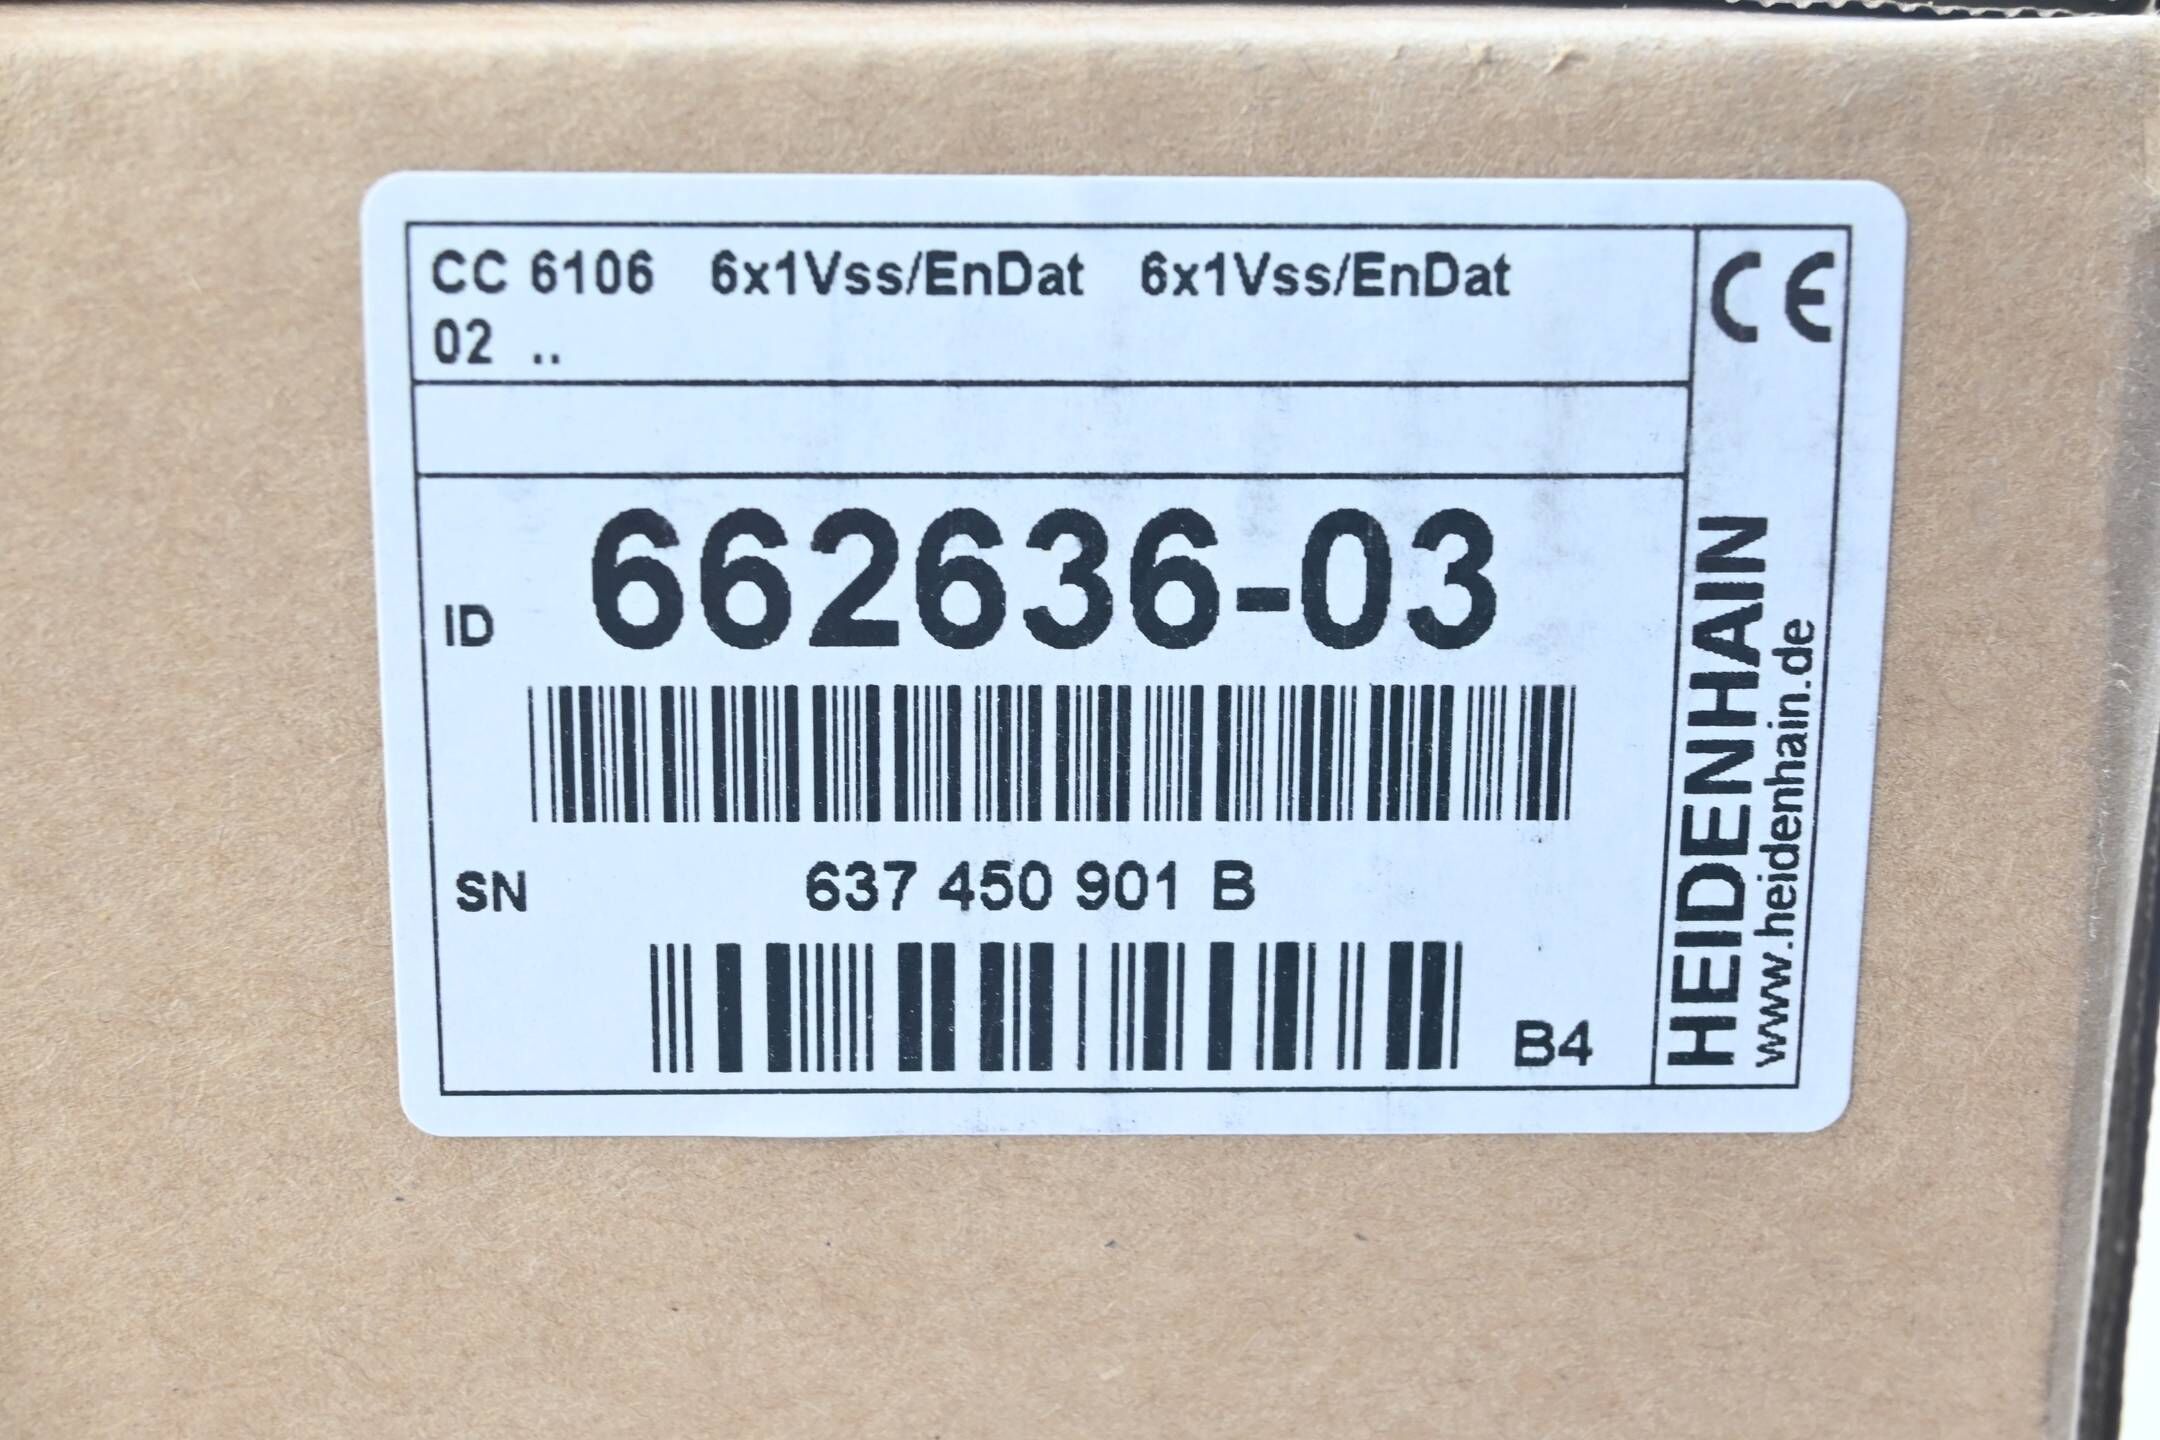 CC 6106 6x1Vss/EnDat 6x1Vss/EnDat
02 ..
ID 662636-03
SN 637 450 901 B
B4
CE
HEIDENHAIN
www.heidenhain.de